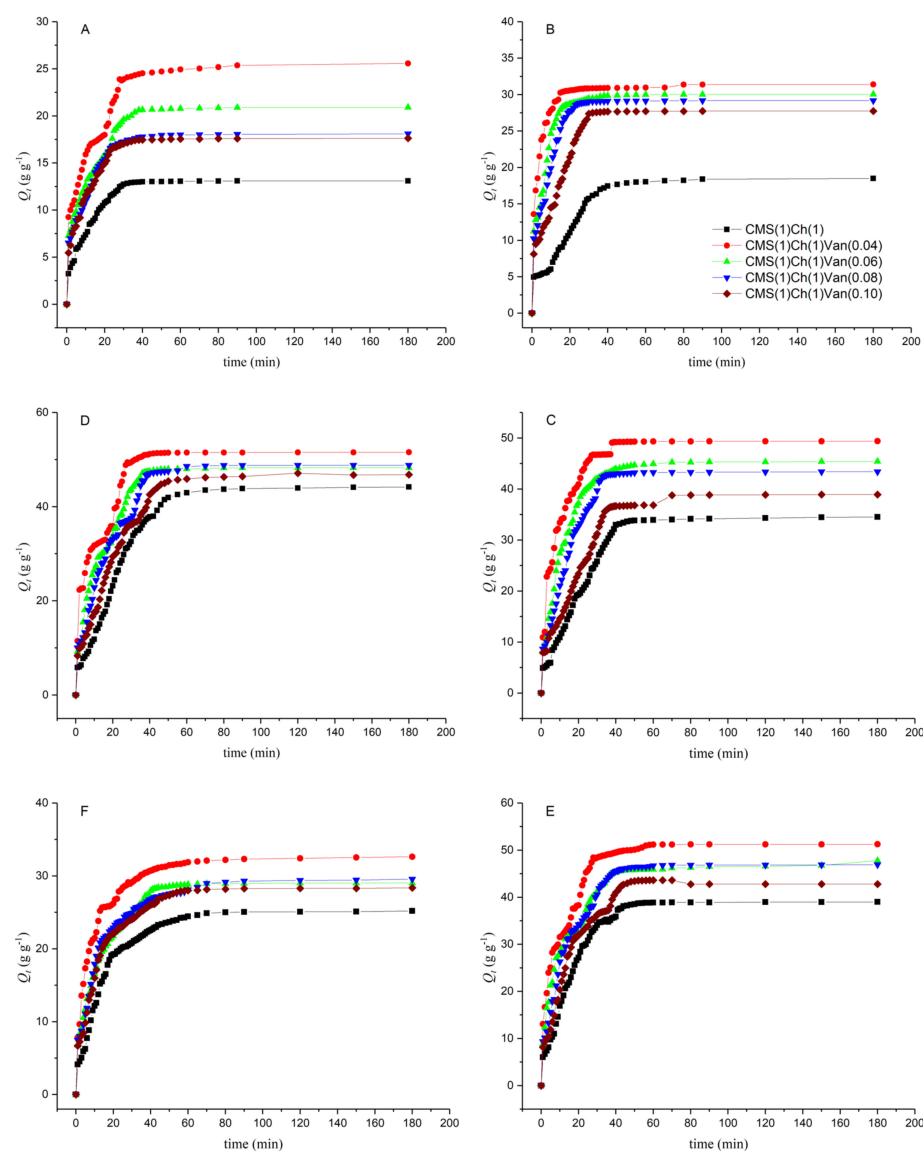 A
30
25
20
15
10
5
0
Qt (g g-1)
0 20 40 60 80 100 120 140 160 180 200
time (min)
B
40
35
30
25
20
15
10
5
0
Qt (g g-1)
CMS(1)Ch(1)
CMS(1)Ch(1)Van(0.04)
CMS(1)Ch(1)Van(0.06)
CMS(1)Ch(1)Van(0.08)
CMS(1)Ch(1)Van(0.10)
0 20 40 60 80 100 120 140 160 180 200
time (min)
D
60
40
20
0
Qt (g g-1)
0 20 40 60 80 100 120 140 160 180 200
time (min)
C
50
40
30
20
10
0
Qt (g g-1)
0 20 40 60 80 100 120 140 160 180 200
time (min)
F
40
30
20
10
0
Qt (g g-1)
0 20 40 60 80 100 120 140 160 180 200
time (min)
E
60
50
40
30
20
10
0
Qt (g g-1)
0 20 40 60 80 100 120 140 160 180 200
time (min)